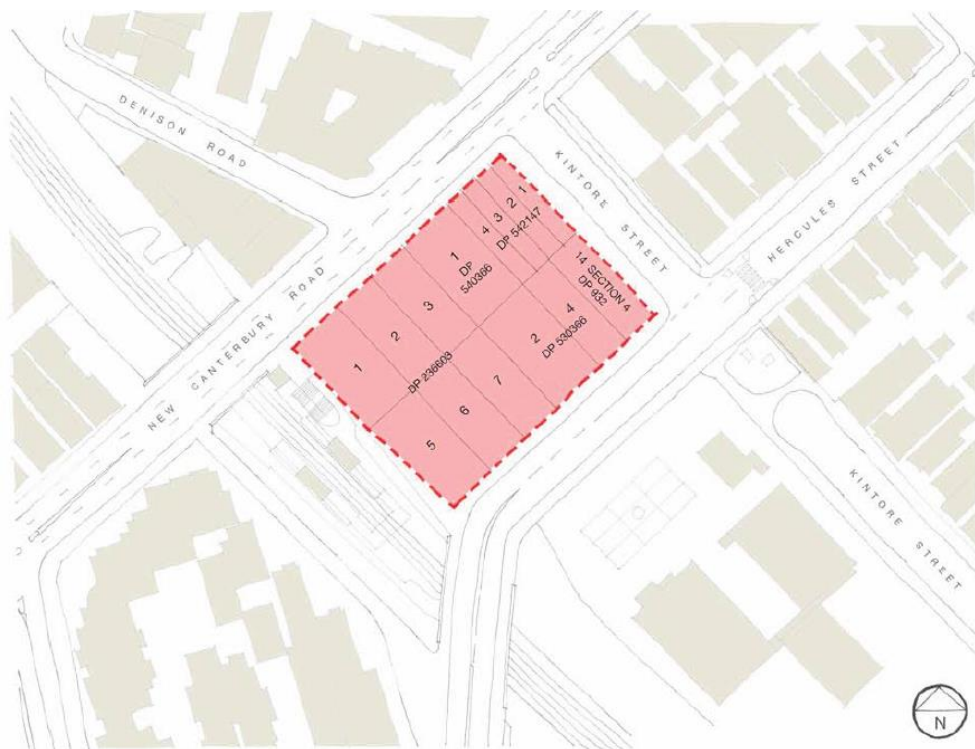 DENISON ROAD
NEW CANTERBURY ROAD
KINTORE STREET
HERCULES STREET
KINTORE STREET
1
2
3
4
DP 542147
1
DP
540366
3
2
1
DP 236603
14 SECTION 4
DP 932
4
2
DP 530366
7
6
5
N